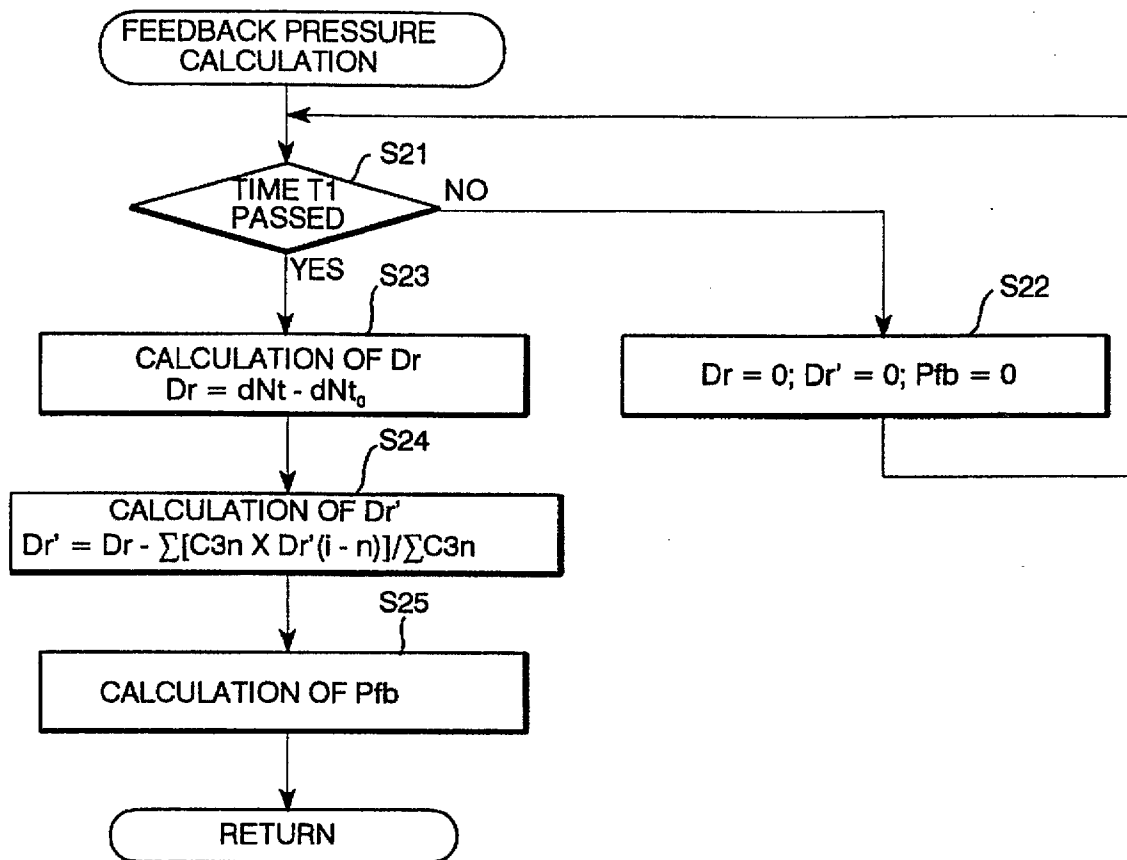 FEEDBACK PRESSURE
CALCULATION
S21
TIME T1
PASSED
NO
YES
S23
CALCULATION OF Dr
Dr = dNt - dNt₀
S22
Dr = 0; Dr' = 0; Pfb = 0
S24
CALCULATION OF Dr'
Dr' = Dr - ∑[C3n X Dr'(i - n)]/∑C3n
S25
CALCULATION OF Pfb
RETURN